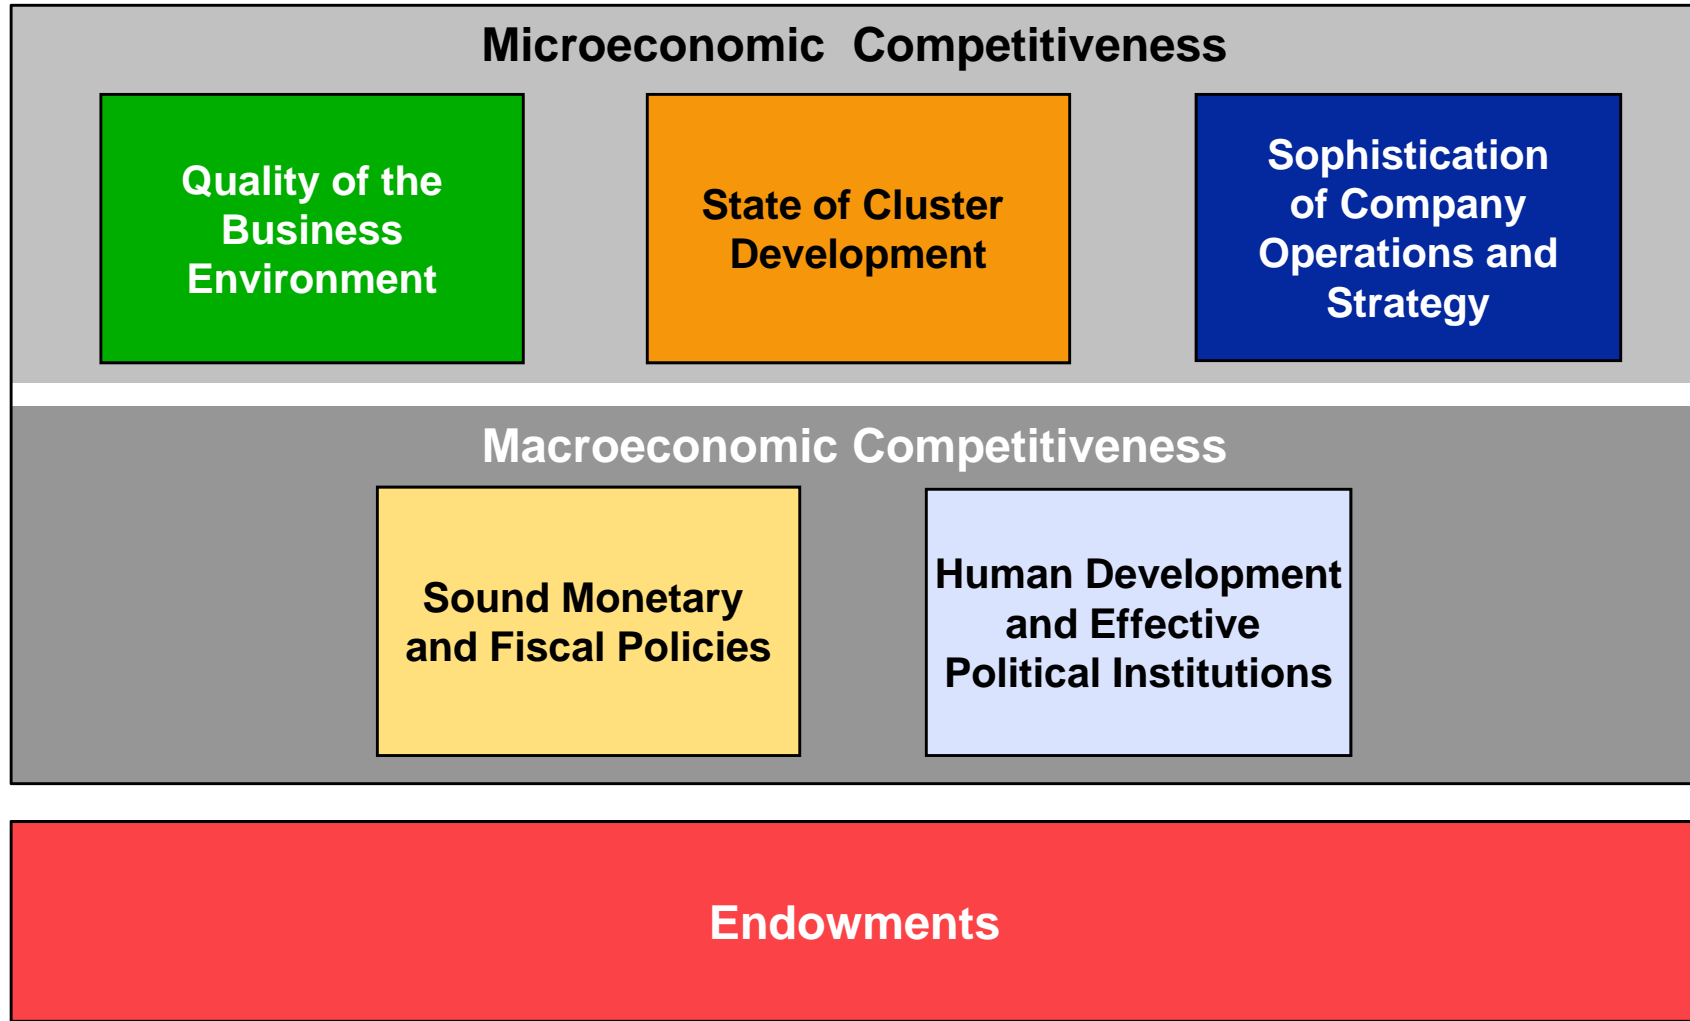 Microeconomic  Competitiveness
Quality of the
Business
Environment
State of Cluster
Development
Sophistication
of Company
Operations and
Strategy
Macroeconomic Competitiveness
Sound Monetary
and Fiscal Policies
Human Development
and Effective
Political Institutions
Endowments